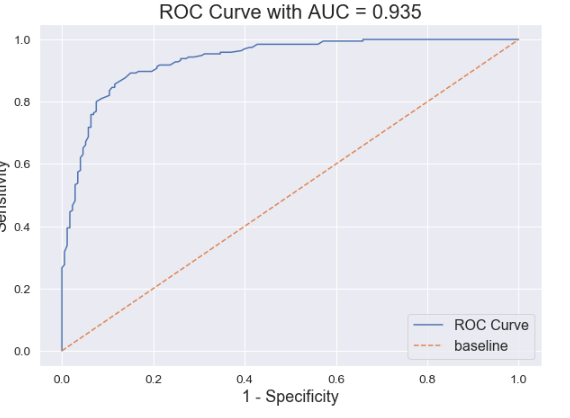 ROC Curve with AUC = 0.935
1.0
0.8
0.6
0.4
0.2
0.0
Sensitivity
0.0 0.2 0.4 0.6 0.8 1.0
1 - Specificity
ROC Curve
baseline